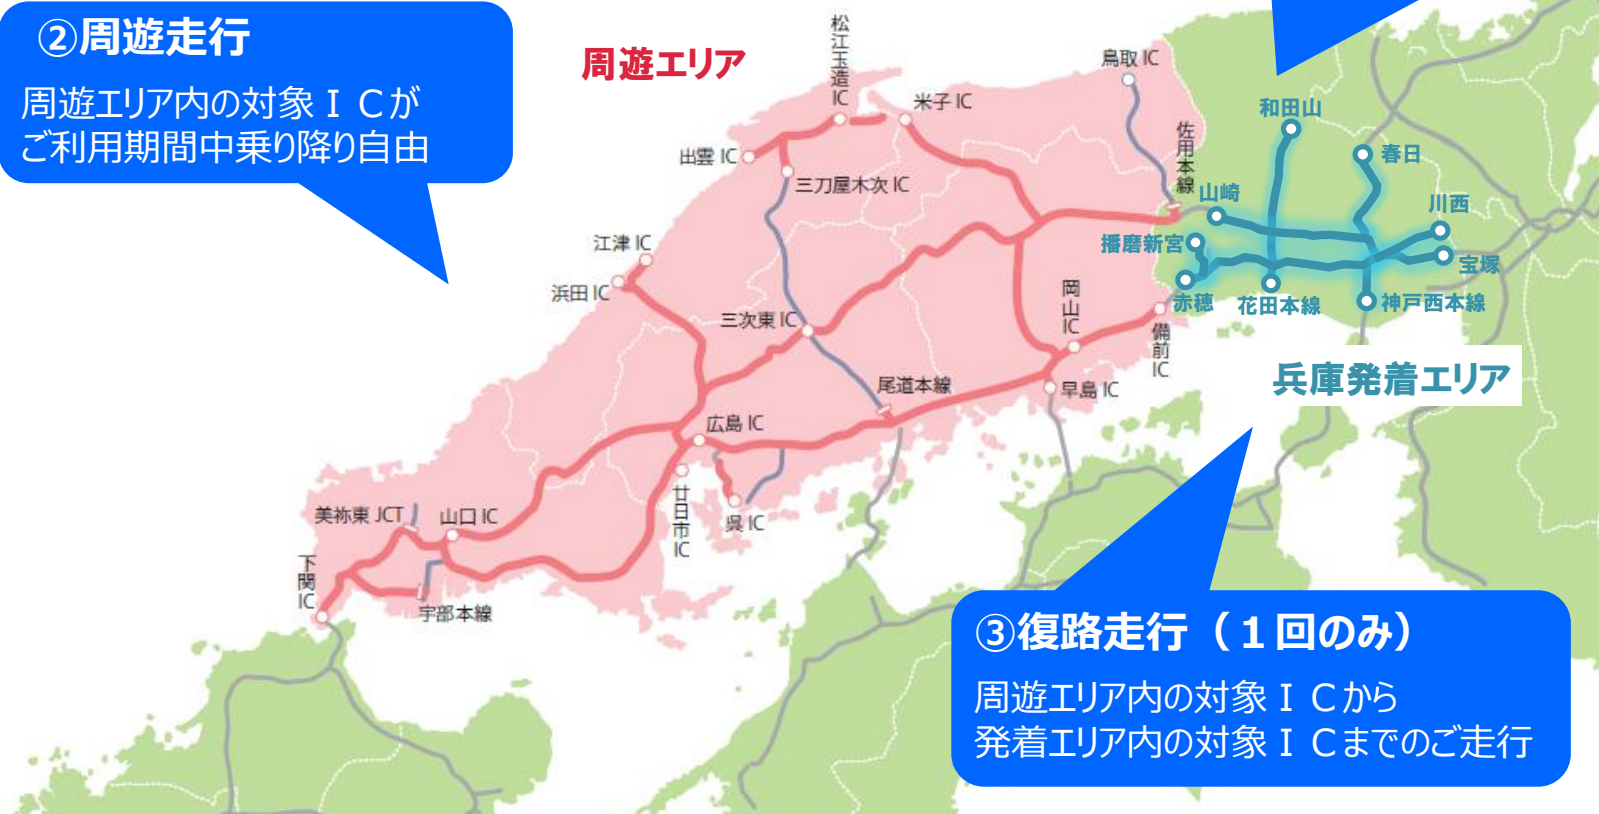 ②周遊走行
周遊エリア内の対象ＩＣが
ご利用期間中乗り降り自由
周遊エリア
松江玉造IC
米子 IC
鳥取 IC
出雲 IC
三刀屋木次 IC
佐用本線
江津 IC
浜田 IC
三次東 IC
岡山IC
備前IC
尾道本線
早島 IC
広島 IC
廿日市IC
呉 IC
美祢東 JCT
山口 IC
下関IC
宇部本線
和田山
春日
山崎
川西
播磨新宮
宝塚
赤穂
花田本線
神戸西本線
兵庫発着エリア
③復路走行（１回のみ）
周遊エリア内の対象ＩＣから
発着エリア内の対象ＩＣまでのご走行